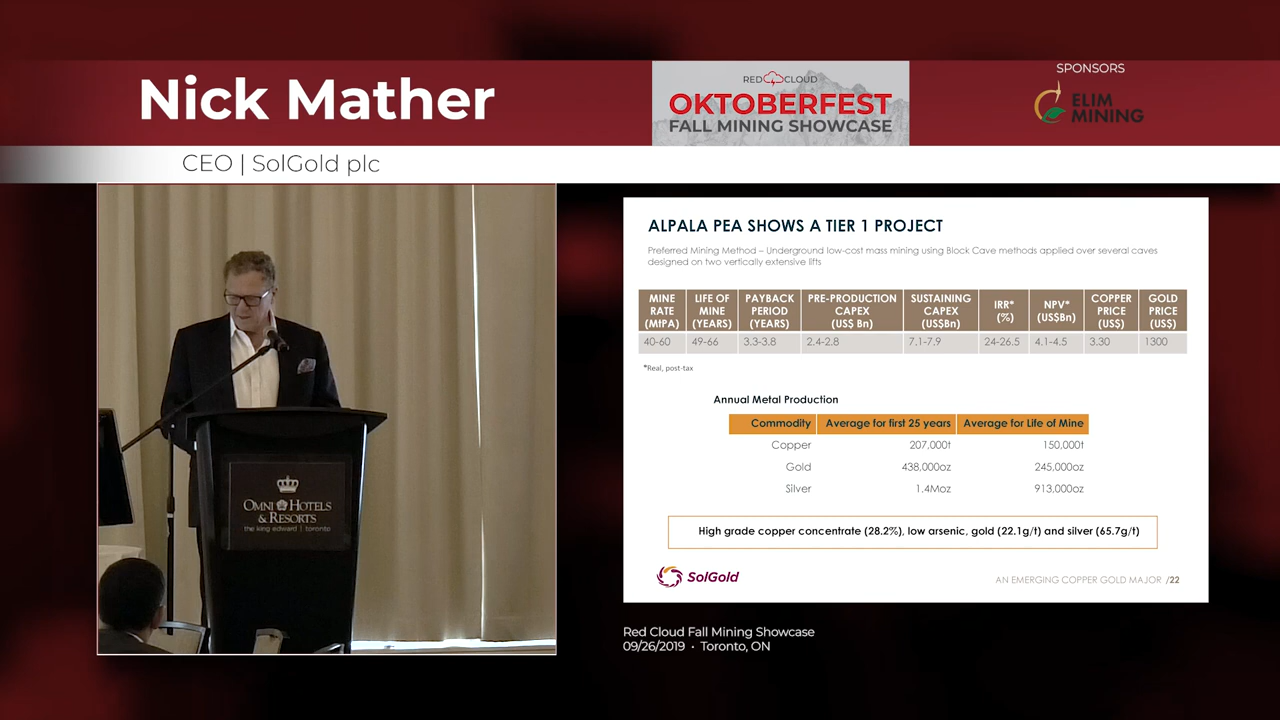 Nick Mather
CEO | SolGold plc
RED CLOUD
OKTOBERFEST
FALL MINING SHOWCASE
SPONSORS
ELIM
MINING
OMNI HOTELS
& RESORTS
the king edward | toronto
ALPALA PEA SHOWS A TIER 1 PROJECT
Preferred Mining Method – Underground low-cost mass mining using Block Cave methods applied over several caves
designed on two vertically extensive lifts
MINE RATE (MtPA) LIFE OF MINE (YEARS) PAYBACK PERIOD (YEARS) PRE-PRODUCTION CAPEX (US$ Bn) SUSTAINING CAPEX (US$Bn) IRR* (%) NPV* (US$Bn) COPPER PRICE (US$) GOLD PRICE (US$)
40-60 49-66 3.3-3.8 2.4-2.8 7.1-7.9 24-26.5 4.1-4.5 3.30 1300
*Real, post-tax
Annual Metal Production
Commodity Average for first 25 years Average for Life of Mine
Copper 207,000t 150,000t
Gold 438,000oz 245,000oz
Silver 1.4Moz 913,000oz
High grade copper concentrate (28.2%), low arsenic, gold (22.1g/t) and silver (65.7g/t)
SolGold
AN EMERGING COPPER GOLD MAJOR /22
Red Cloud Fall Mining Showcase
09/26/2019 • Toronto, ON